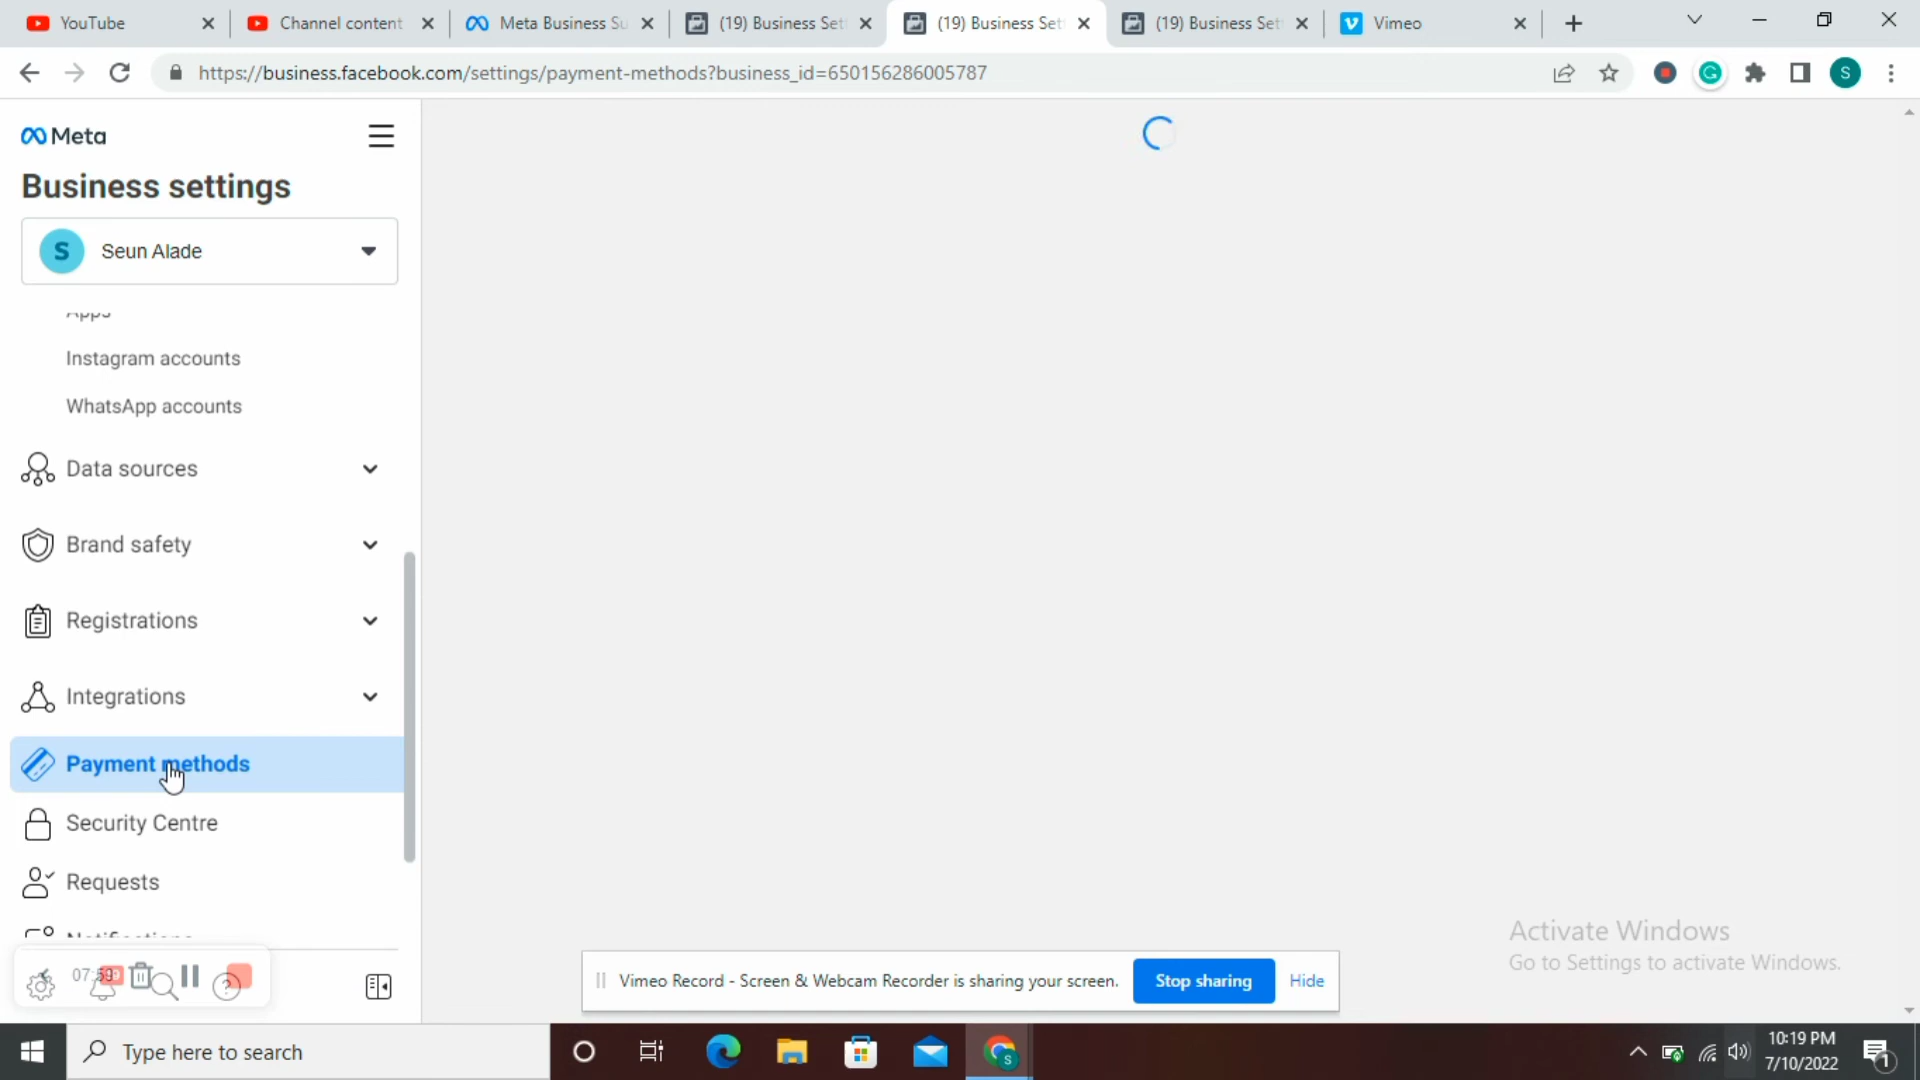 YouTube
Channel content
Meta Business Su
(19) Business Set
(19) Business Set
(19) Business Set
Vimeo
https://business.facebook.com/settings/payment-methods?business_id=650156286005787
S
Meta
Business settings
S Seun Alade
Apps
Instagram accounts
WhatsApp accounts
Data sources
Brand safety
Registrations
Integrations
Payment methods
Security Centre
Requests
Notifications
07:59
Vimeo Record - Screen & Webcam Recorder is sharing your screen.
Stop sharing
Hide
Activate Windows
Go to Settings to activate Windows.
Type here to search
S
10:19 PM
7/10/2022
1